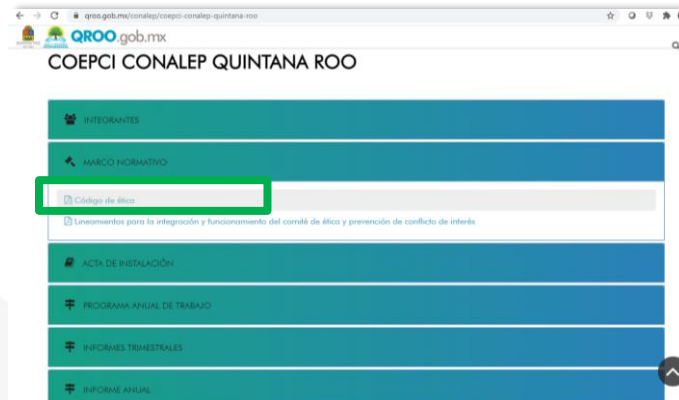 qroo.gob.mx/conalep/coepci-conalep-quintana-roo
QROO.gob.mx
COEPCI CONALEP QUINTANA ROO
INTEGRANTES
MARCO NORMATIVO
Código de ética
Lineamientos para la integración y funcionamiento del comité de ética y prevención de conflicto de interés
ACTA DE INSTALACIÓN
PROGRAMA ANUAL DE TRABAJO
INFORMES TRIMESTRALES
INFORME ANUAL